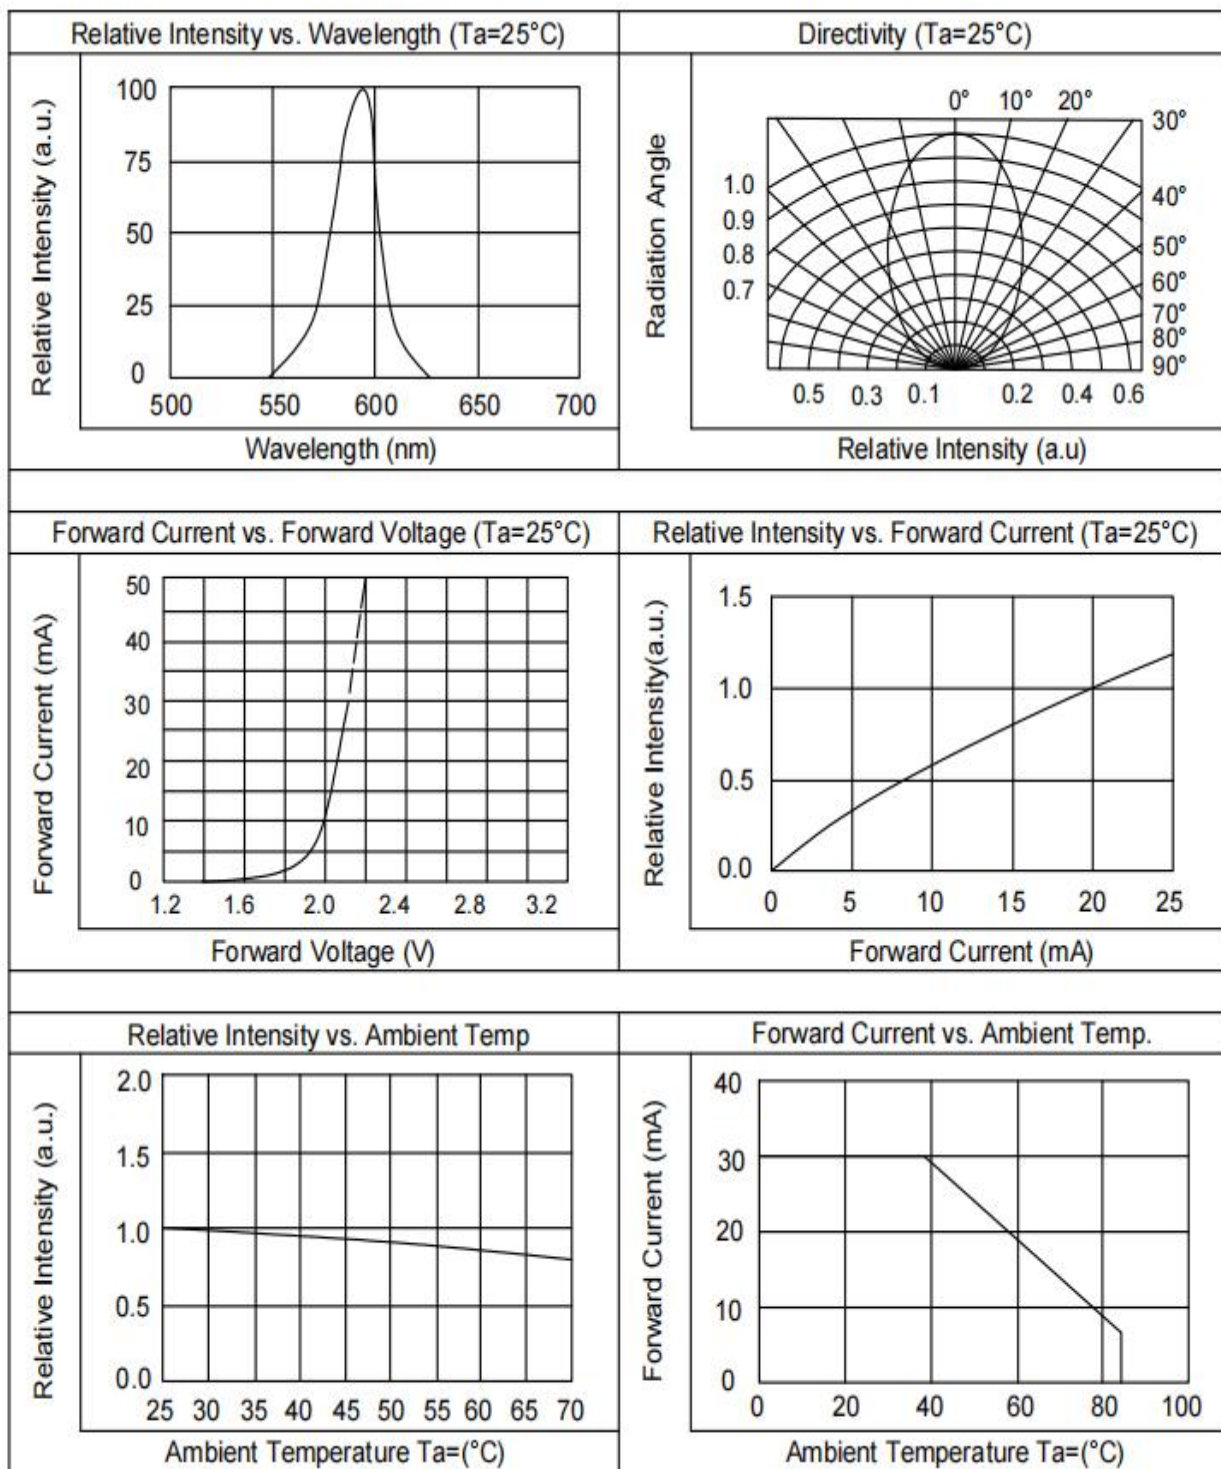 Relative Intensity vs. Wavelength (Ta=25°C)
Relative Intensity (a.u.)
100
75
50
25
0
500 550 600 650 700
Wavelength (nm)
Directivity (Ta=25°C)
Radiation Angle
0° 10° 20°
30°
40°
50°
60°
70°
80°
90°
1.0
0.9
0.8
0.7
0.5 0.3 0.1 0.2 0.4 0.6
Relative Intensity (a.u)
Forward Current vs. Forward Voltage (Ta=25°C)
Forward Current (mA)
50
40
30
20
10
0
1.2 1.6 2.0 2.4 2.8 3.2
Forward Voltage (V)
Relative Intensity vs. Forward Current (Ta=25°C)
Relative Intensity(a.u.)
1.5
1.0
0.5
0.0
0 5 10 15 20 25
Forward Current (mA)
Relative Intensity vs. Ambient Temp
Relative Intensity (a.u.)
2.0
1.5
1.0
0.5
0.0
25 30 35 40 45 50 55 60 65 70
Ambient Temperature Ta=(°C)
Forward Current vs. Ambient Temp.
Forward Current (mA)
40
30
20
10
0
0 20 40 60 80 100
Ambient Temperature Ta=(°C)